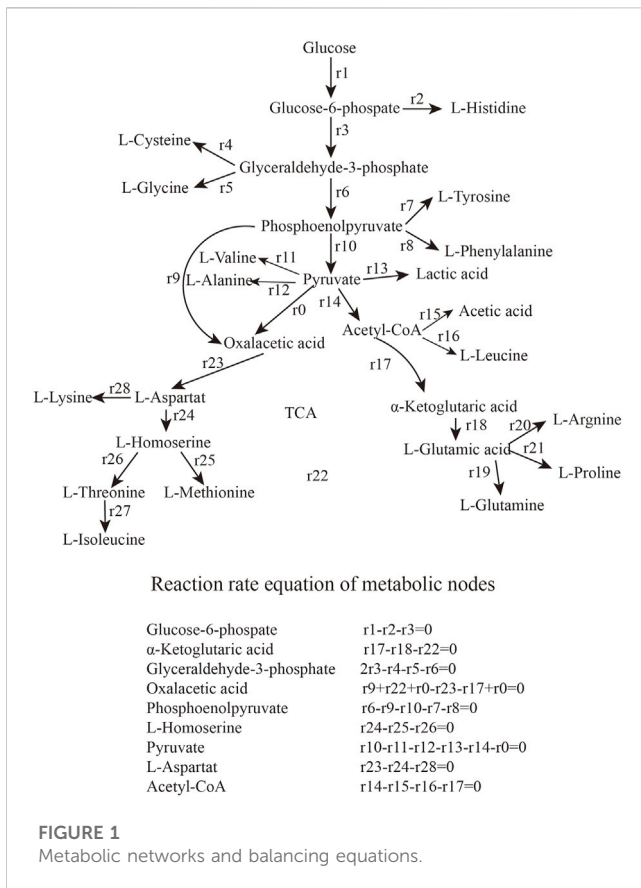 Glucose
r1
Glucose-6-phospate r2 L-Histidine
r3
L-Cysteine r4
Glyceraldehyde-3-phosphate
L-Glycine r5
r6
r7 L-Tyrosine
Phosphoenolpyruvate
r8 L-Phenylalanine
r10
L-Valine r11
r9 L-Alanine r12 Pyruvate r13 Lactic acid
r0 r14
r15 Acetic acid
Oxalacetic acid Acetyl-CoA r16
L-Leucine
r23 r17
L-Lysine r28 L-Aspartat
α-Ketoglutaric acid
r24 TCA r18 r20 L-Argnine
L-Homoserine L-Glutamic acid r21
r26 r25 r19 L-Proline
L-Threonine L-Methionine r22
L-Glutamine
r27
L-Isoleucine
Reaction rate equation of metabolic nodes
Glucose-6-phospate r1-r2-r3=0
α-Ketoglutaric acid r17-r18-r22=0
Glyceraldehyde-3-phosphate 2r3-r4-r5-r6=0
Oxalacetic acid r9+r22+r0-r23-r17+r0=0
Phosphoenolpyruvate r6-r9-r10-r7-r8=0
L-Homoserine r24-r25-r26=0
Pyruvate r10-r11-r12-r13-r14-r0=0
L-Aspartat r23-r24-r28=0
Acetyl-CoA r14-r15-r16-r17=0
FIGURE 1
Metabolic networks and balancing equations.